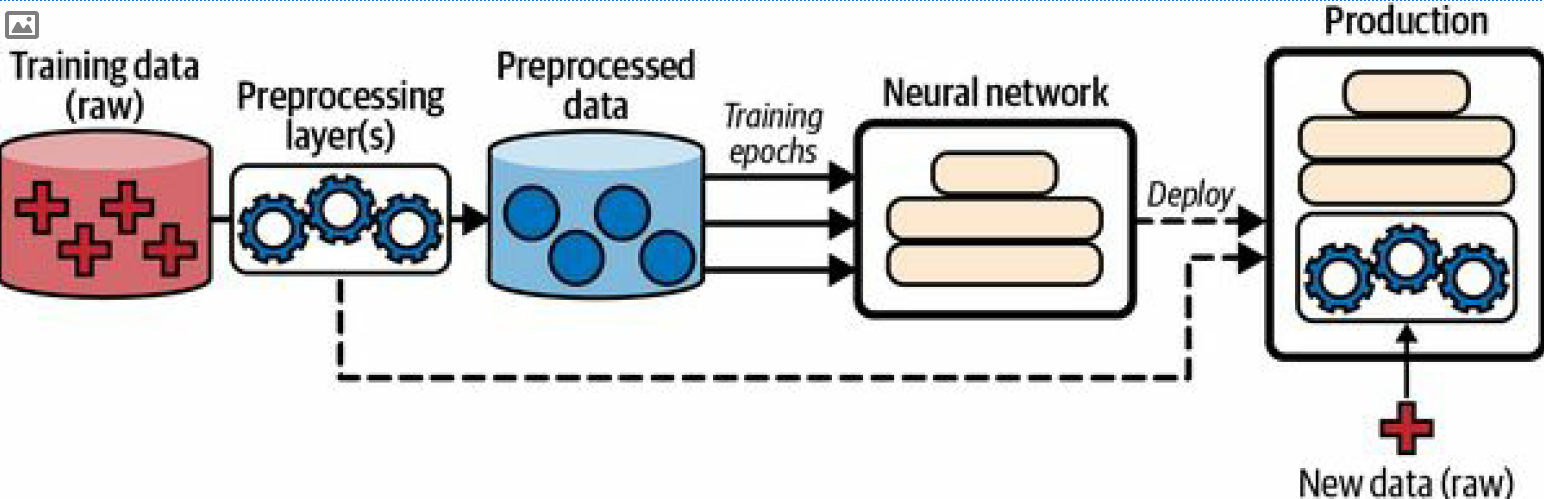 Training data
(raw)
Preprocessing
layer(s)
Preprocessed
data
Training
epochs
Neural network
Deploy
Production
New data (raw)